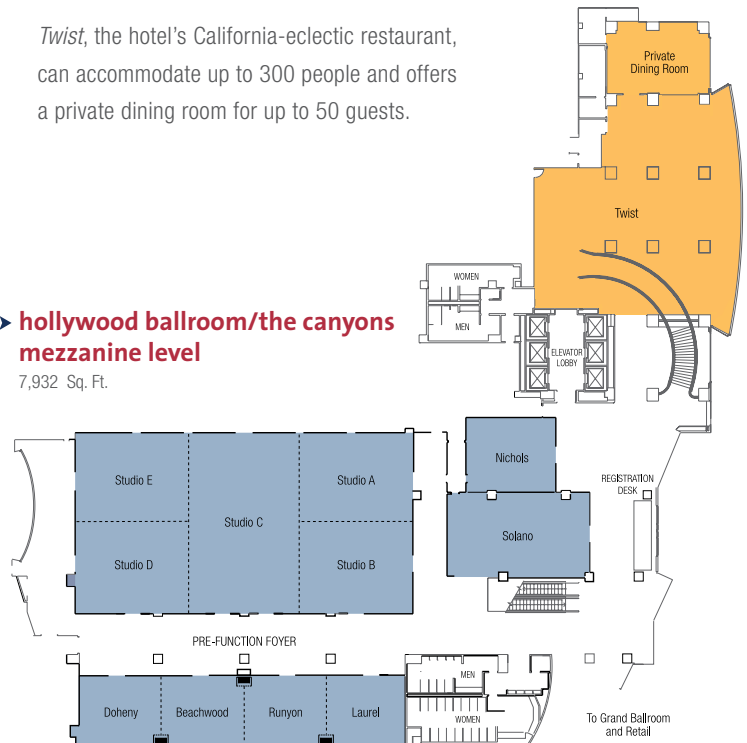 Twist, the hotel's California-eclectic restaurant,
can accommodate up to 300 people and offers
a private dining room for up to 50 guests.
Private
Dining Room
Twist
WOMEN
MEN
ELEVATOR
LOBBY
hollywood ballroom/the canyons
mezzanine level
7,932 Sq. Ft.
Studio E
Studio A
Studio C
Studio D
Studio B
Nichols
Solano
REGISTRATION
DESK
PRE-FUNCTION FOYER
MEN
WOMEN
Doheny
Beachwood
Runyon
Laurel
To Grand Ballroom
and Retail